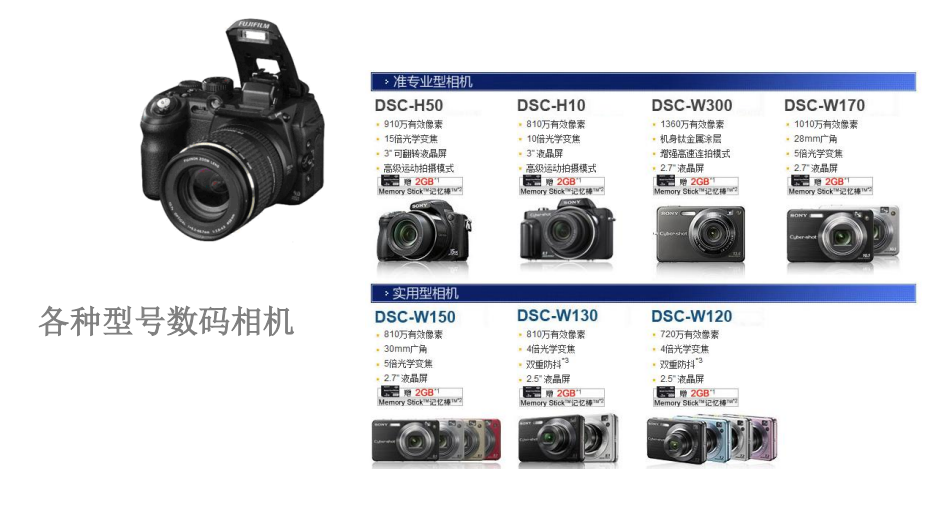 FUJIFILM
各种型号数码相机
准专业型相机
DSC-H50
910万有效像素
15倍光学变焦
3"可翻转液晶屏
高级运动拍摄模式
赠 2GB*1
Memory Stick™记忆棒™*2
SONY
DSC-H10
810万有效像素
10倍光学变焦
3"液晶屏
高级运动拍摄模式
赠 2GB*1
Memory Stick™记忆棒™*2
SONY
Cyber-shot
DSC-W300
1360万有效像素
机身钛金属涂层
增强高速连拍模式
2.7"液晶屏
赠 2GB*1
Memory Stick™记忆棒™*2
SONY
Cyber-shot
DSC-W170
1010万有效像素
28mm广角
5倍光学变焦
2.7"液晶屏
赠 2GB*1
Memory Stick™记忆棒™*2
SONY
Cyber-shot
实用型相机
DSC-W150
810万有效像素
30mm广角
5倍光学变焦
2.7"液晶屏
赠 2GB*1
Memory Stick™记忆棒™*2
SONY
Cyber-shot
DSC-W130
810万有效像素
4倍光学变焦
双重防抖*3
2.5"液晶屏
赠 2GB*1
Memory Stick™记忆棒™*2
SONY
DSC-W120
720万有效像素
4倍光学变焦
双重防抖*3
2.5"液晶屏
赠 2GB*1
Memory Stick™记忆棒™*2
SONY